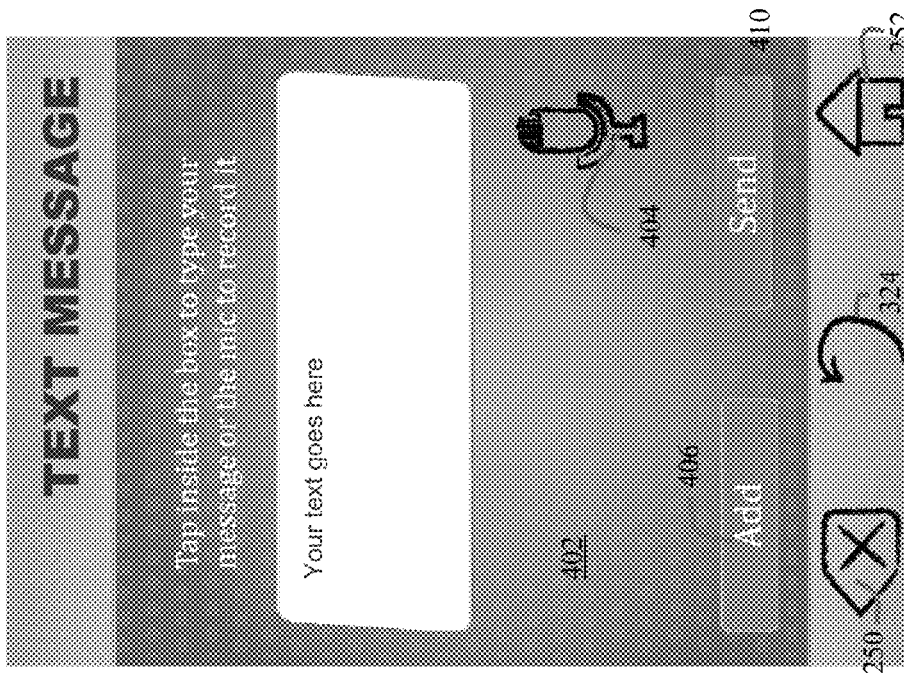 TEXT MESSAGE
Tap inside the box to type your
message or the mic to record it
Your text goes here
402
404
406
Add
Send
410
250
324
252